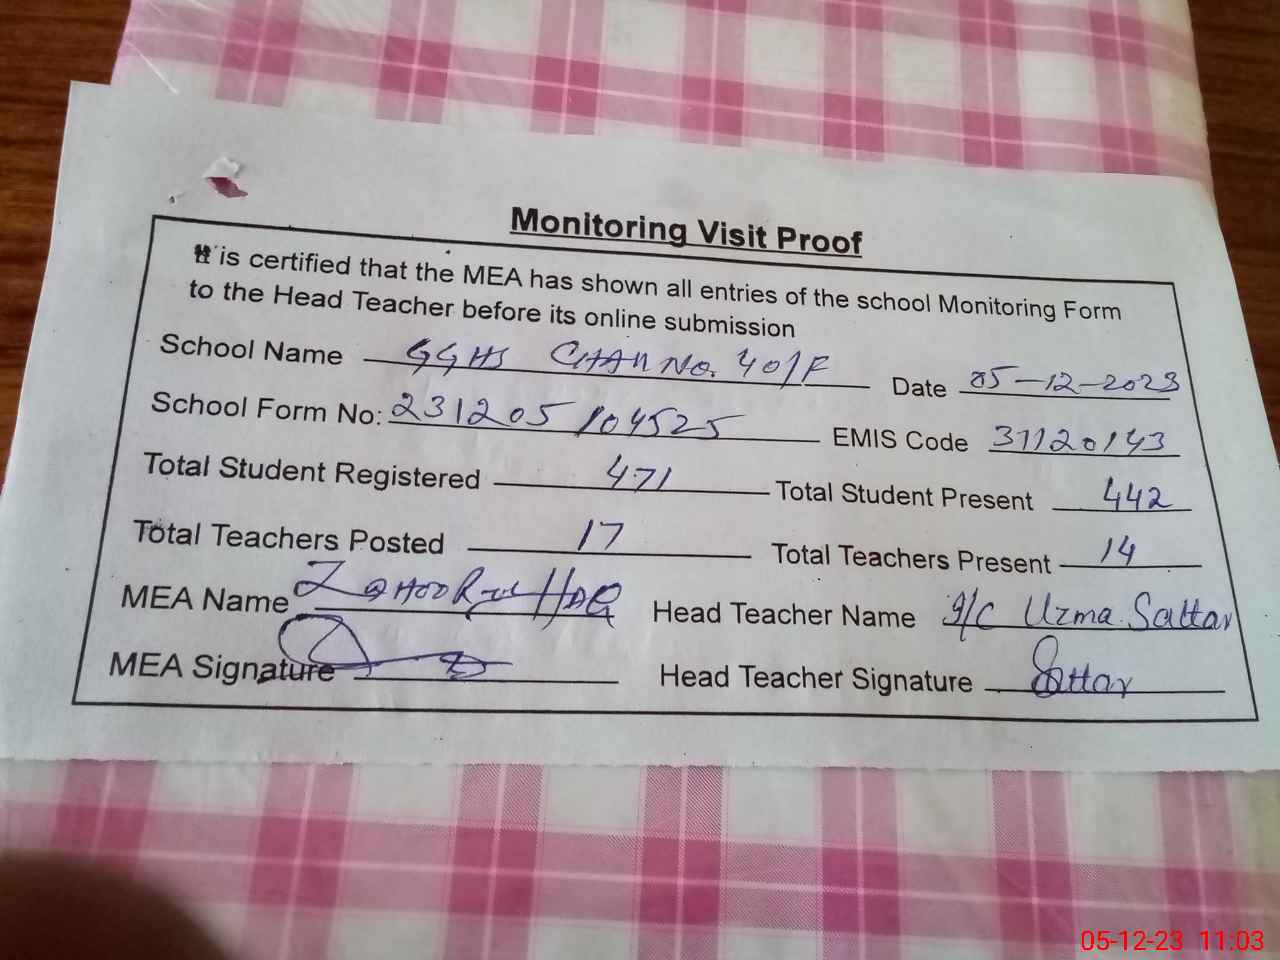 Monitoring Visit Proof
It is certified that the MEA has shown all entries of the school Monitoring Form
to the Head Teacher before its online submission
School Name GGHS CHAK No. 401F Date 05-12-2023
School Form No: 231205104525 EMIS Code 31120143
Total Student Registered 471 Total Student Present 442
Total Teachers Posted 17 Total Teachers Present 14
MEA Name Zahoor ul HAQ Head Teacher Name I/C Uzma Sattar
MEA Signature Head Teacher Signature Sattar
05-12-23 11:03